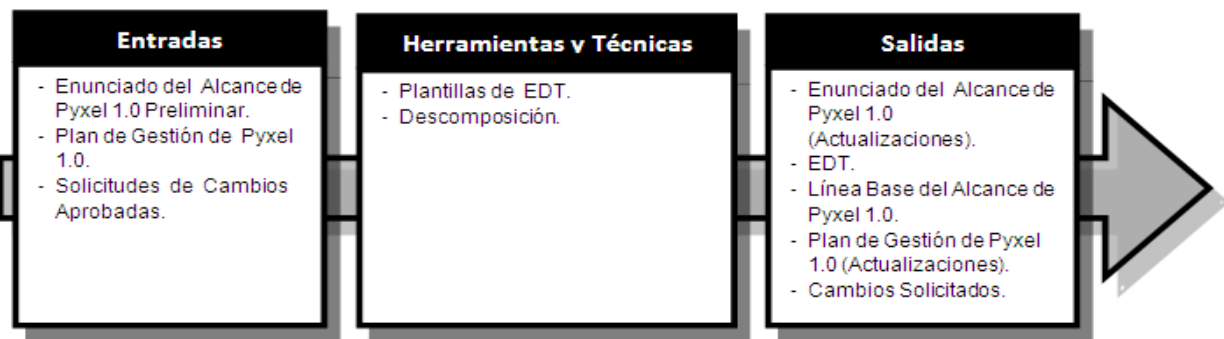 Entradas
- Enunciado del Alcance de
Pyxel 1.0 Preliminar.
- Plan de Gestión de Pyxel
1.0.
- Solicitudes de Cambios
Aprobadas.
Herramientas y Técnicas
- Plantillas de EDT.
- Descomposición.
Salidas
- Enunciado del Alcance de
Pyxel 1.0
(Actualizaciones).
- EDT.
- Línea Base del Alcance de
Pyxel 1.0.
- Plan de Gestión de Pyxel
1.0 (Actualizaciones).
- Cambios Solicitados.